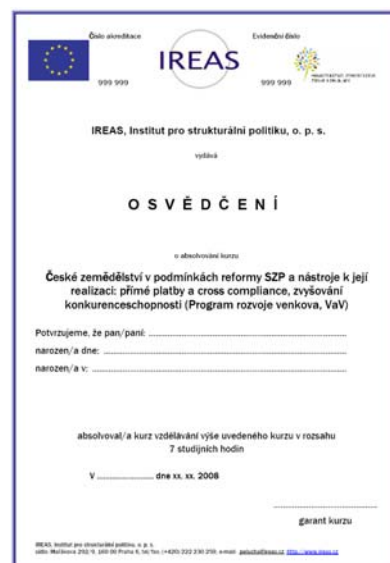 Číslo akreditace
Evidenční číslo
IREAS
999 999
999 999
IREAS, Institut pro strukturální politiku, o. p. s.
vydává
OSVĚDČENÍ
o absolvování kurzu
České zemědělství v podmínkách reformy SZP a nástroje k její
realizaci: přímé platby a cross compliance, zvyšování
konkurenceschopnosti (Program rozvoje venkova, VaV)
Potvrzujeme, že pan/paní:
narozen/a dne:
narozen/a v:
absolvoval/a kurz vzdělávání výše uvedeného kurzu v rozsahu
7 studijních hodin
V ........................ dne xx. xx. 2008
garant kurzu
IREAS, Institut pro strukturální politiku, o. p. s.